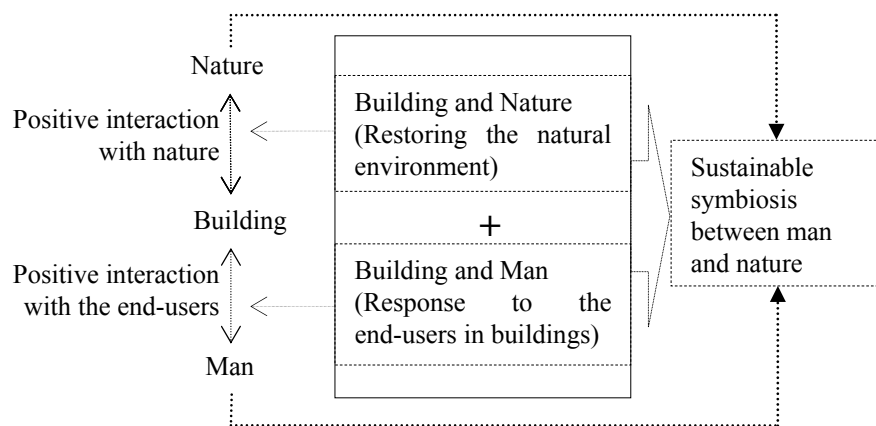 Nature
Positive interaction
with nature
Building
Positive interaction
with the end-users
Man
Building and Nature
(Restoring the natural
environment)
+
Building and Man
(Response to the
end-users in buildings)
Sustainable
symbiosis
between man
and nature